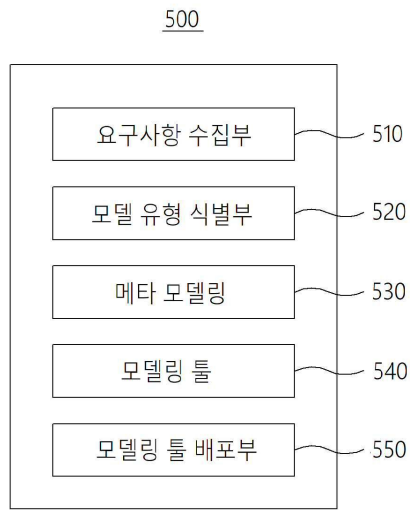 500
요구사항 수집부 510
모델 유형 식별부 520
메타 모델링 530
모델링 툴 540
모델링 툴 배포부 550